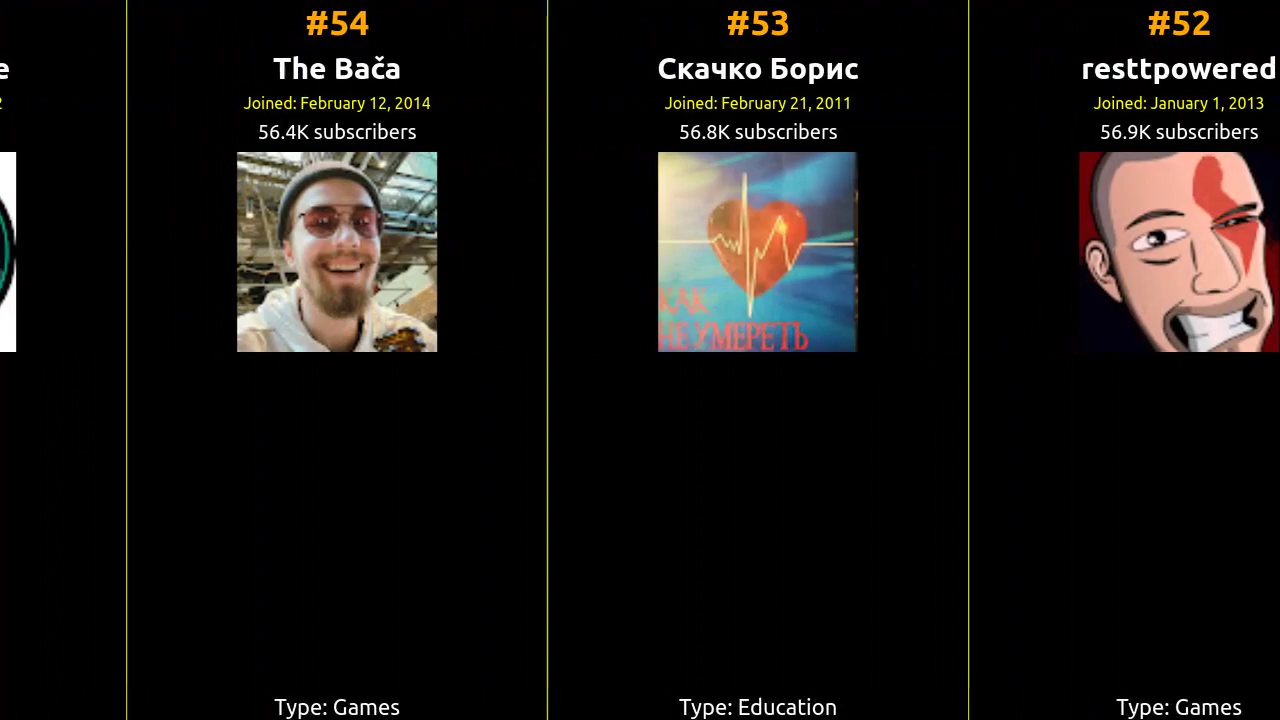 e
2
#54
The Bača
Joined: February 12, 2014
56.4K subscribers
Type: Games
#53
Скачко Борис
Joined: February 21, 2011
56.8K subscribers
КАК
НЕ УМЕРЕТЬ
Type: Education
#52
resttpowered
Joined: January 1, 2013
56.9K subscribers
Type: Games